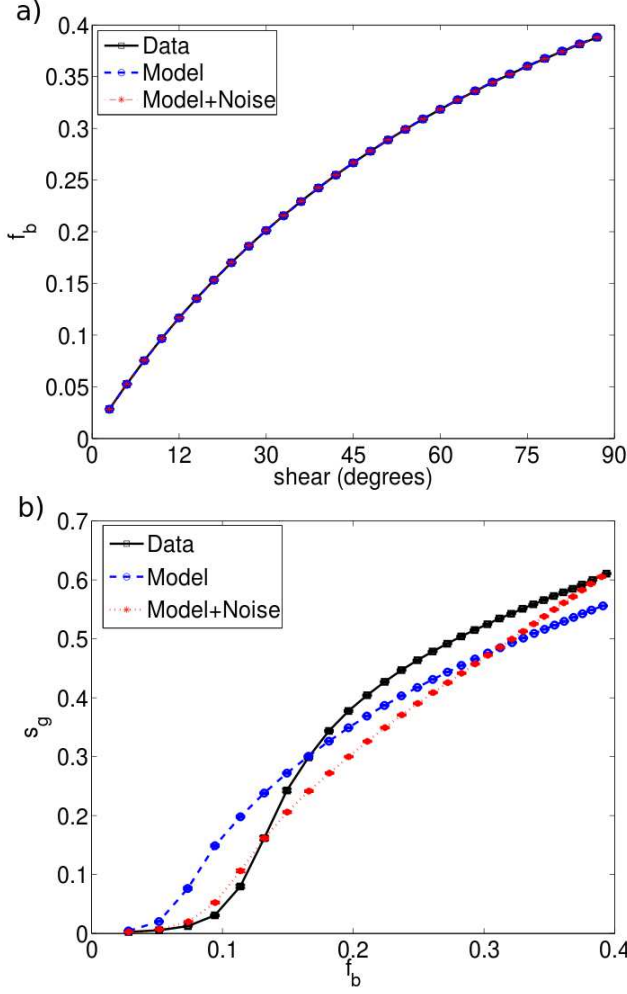 a)
0.4
0.35
0.3
0.25
0.2
0.15
0.1
0.05
0
f_b
Data
Model
Model+Noise
0 12 30 45 60 75 90
shear (degrees)
b)
0.7
0.6
0.5
0.4
0.3
0.2
0.1
0
s_g
Data
Model
Model+Noise
0 0.1 0.2 0.3 0.4
f_b